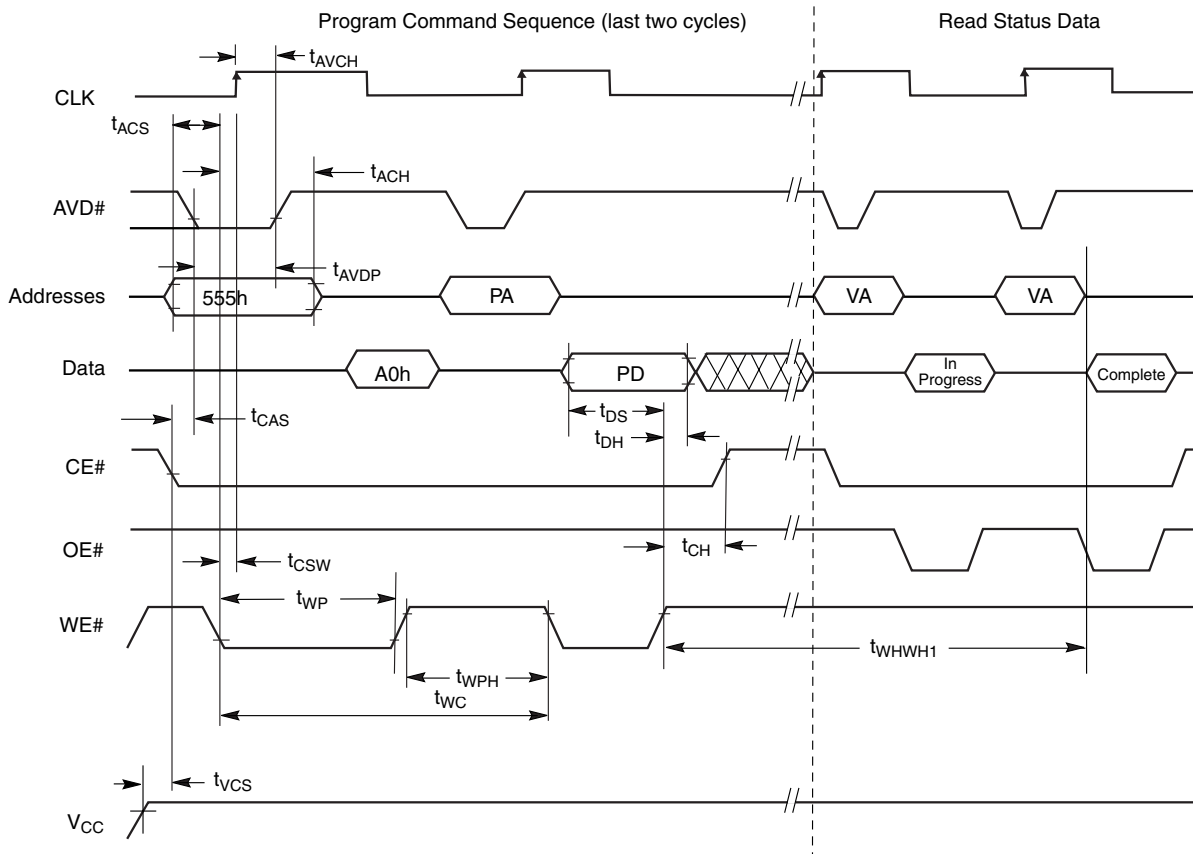 Program Command Sequence (last two cycles)
Read Status Data
tAVCH
CLK
tACS
tACH
AVD#
tAVDP
Addresses
555h
PA
VA
VA
Data
A0h
PD
In Progress
Complete
tCAS
tDS
tDH
CE#
OE#
tCSW
tCH
tWP
WE#
tWHWH1
tWPH
tWC
tVCS
VCC